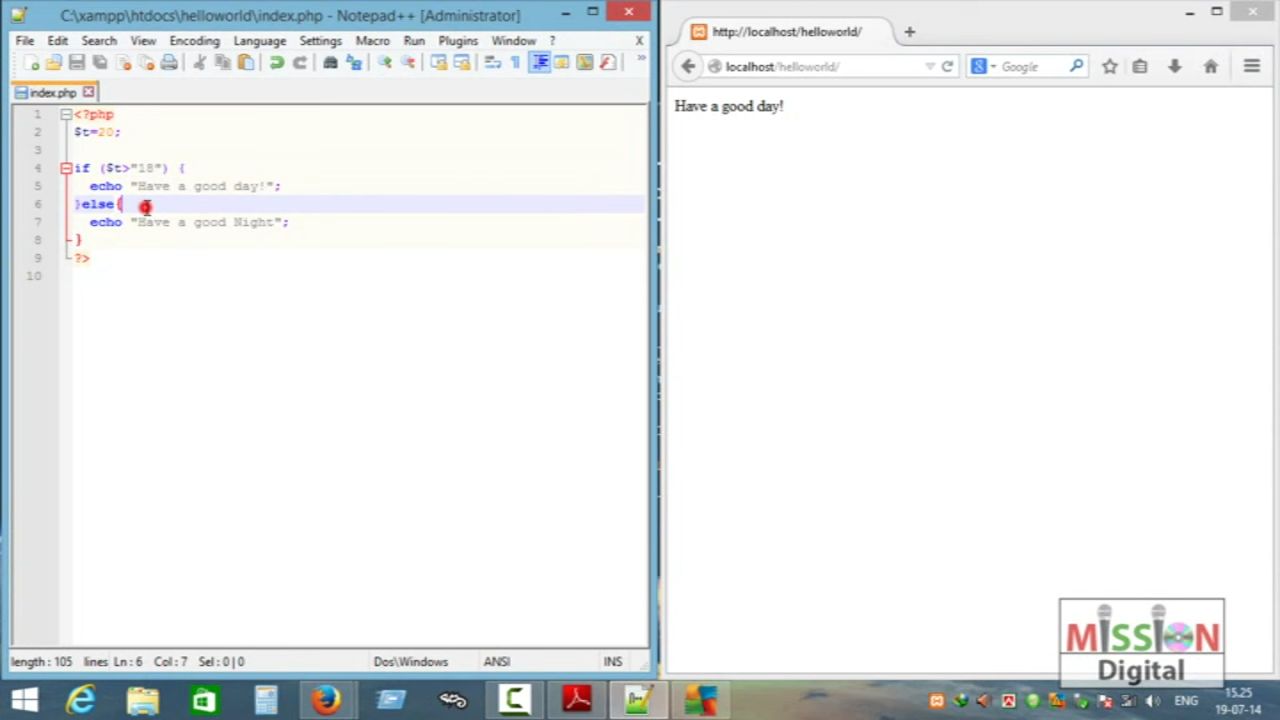 C:\xampp\htdocs\helloworld\index.php - Notepad++ [Administrator]
File Edit Search View Encoding Language Settings Macro Run Plugins Window ? X
index.php
1 <?php
2 $t=20;
3
4 if ($t>"18") {
5 echo "Have a good day!";
6 }else{
7 echo "Have a good Night";
8 }
9 ?>
10
length : 105 lines Ln : 6 Col : 7 Sel : 0 | 0 Dos\Windows ANSI INS
http://localhost/helloworld/
localhost/helloworld/ Google
Have a good day!
MISSION
Digital
ENG 15.25
19-07-14